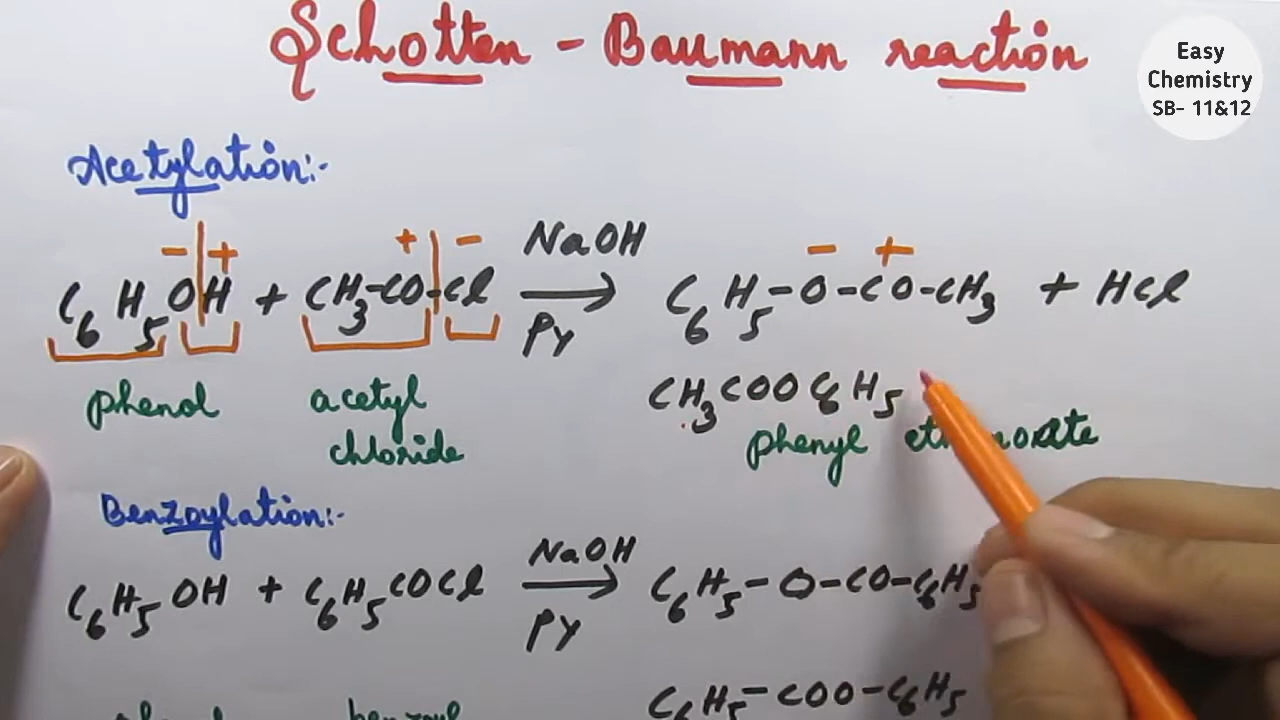 Schotten - Baumann reaction
Easy
Chemistry
SB- 11&12
Acetylation:-
- + + - NaOH - +
C6H5OH + CH3-CO-Cl → C6H5-O-CO-CH3 + HCl
Py
CH3COOC6H5
phenol acetyl
chloride
phenyl
Benzoylation:-
NaOH
C6H5OH + C6H5COCl → C6H5-O-CO-C6H5
Py
C6H5-COO-C6H5